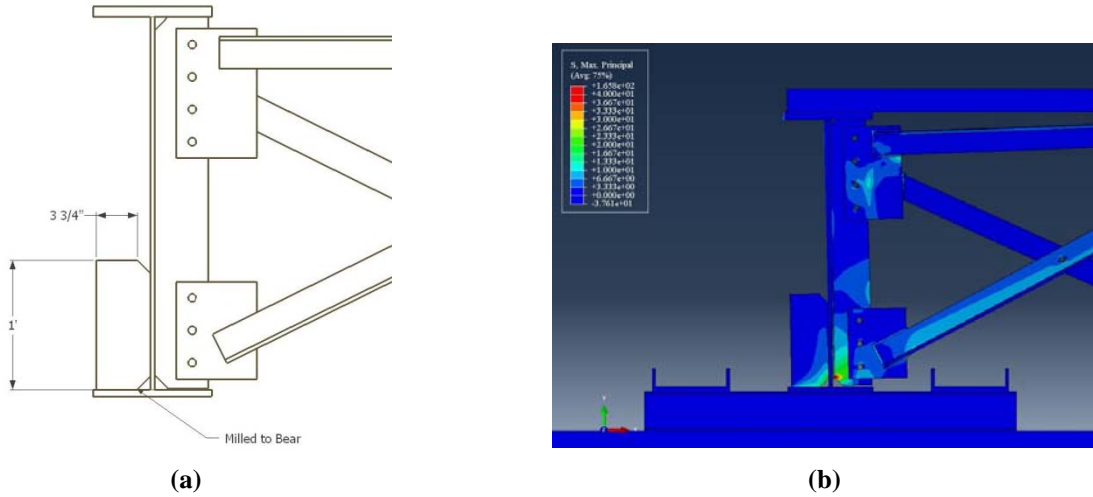 3 3/4"
1'
Milled to Bear
(a)
S, Max. Principal
(Avg: 75%)
+1.658e+02
+4.000e+01
+3.667e+01
+3.333e+01
+3.000e+01
+2.667e+01
+2.333e+01
+2.000e+01
+1.667e+01
+1.333e+01
+1.000e+01
+6.667e+00
+3.333e+00
+0.000e+00
-3.761e+01
(b)